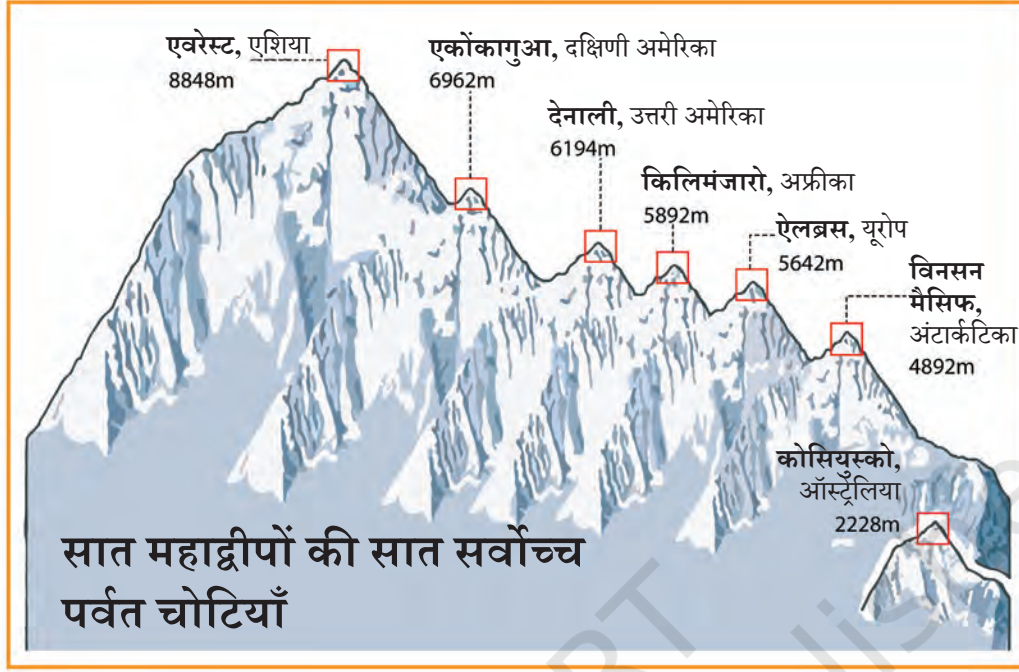 एवरेस्ट, एशिया
8848m
एकोंकागुआ, दक्षिणी अमेरिका
6962m
देनाली, उत्तरी अमेरिका
6194m
किलिमंजारो, अफ्रीका
5892m
ऐलब्रस, यूरोप
5642m
विनसन
मैसिफ,
अंटार्कटिका
4892m
कोसियुस्को,
ऑस्ट्रेलिया
2228m
सात महाद्वीपों की सात सर्वोच्च
पर्वत चोटियाँ